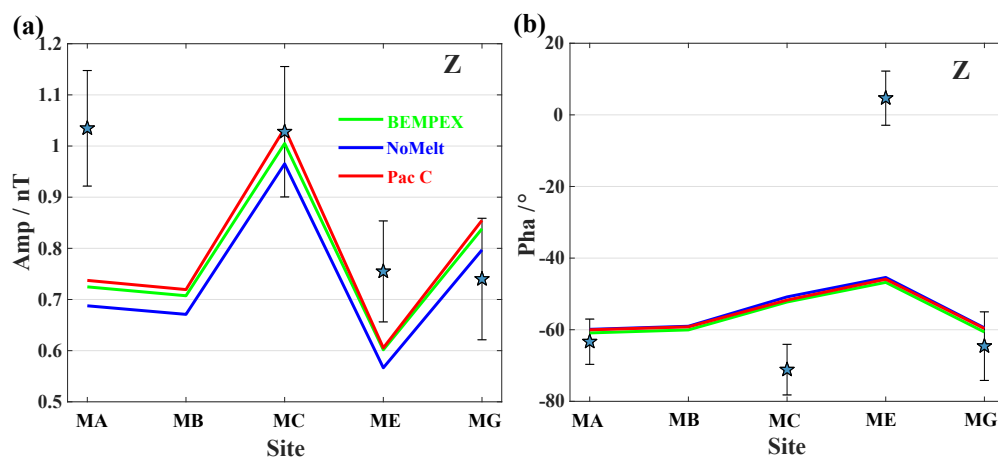 (a)
Z
BEMPEX
NoMelt
Pac C
Amp / nT
1.2
1.1
1
0.9
0.8
0.7
0.6
0.5
MA MB MC ME MG
Site
(b)
Z
Pha /°
20
0
-20
-40
-60
-80
MA MB MC ME MG
Site